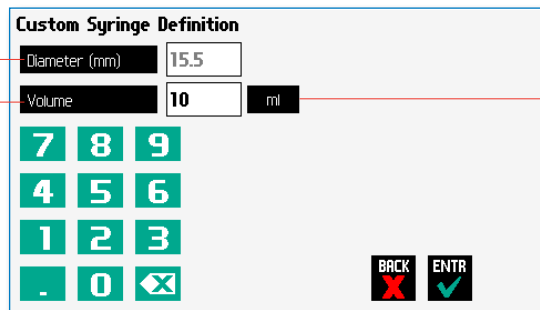 Custom Syringe Definition
Diameter (mm) 15.5
Volume 10 ml
7 8 9
4 5 6
1 2 3
. 0 X
BACK ENTR